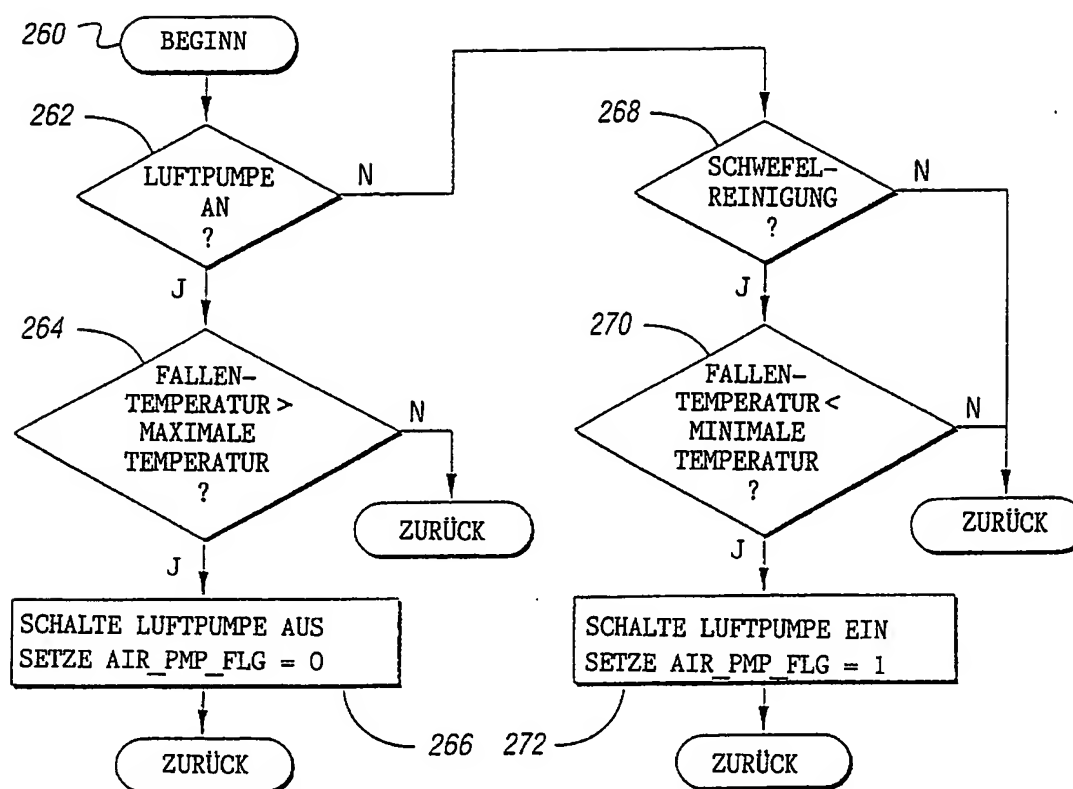 260
BEGINN
262
LUFTPUMPE
AN
?
N
J
264
FALLEN-
TEMPERATUR >
MAXIMALE
TEMPERATUR
?
N
ZURÜCK
J
SCHALTE LUFTPUMPE AUS
SETZE AIR_PMP_FLG = 0
266
ZURÜCK
268
SCHWEFEL-
REINIGUNG
?
N
J
270
FALLEN-
TEMPERATUR <
MINIMALE
TEMPERATUR
?
N
ZURÜCK
J
SCHALTE LUFTPUMPE EIN
SETZE AIR_PMP_FLG = 1
272
ZURÜCK